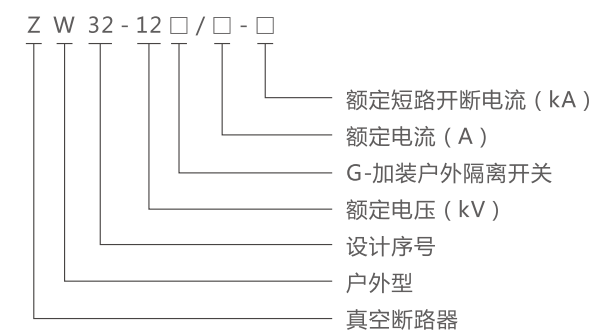 ZW32-12□/□-□
额定短路开断电流（kA）
额定电流（A）
G-加装户外隔离开关
额定电压（kV）
设计序号
户外型
真空断路器